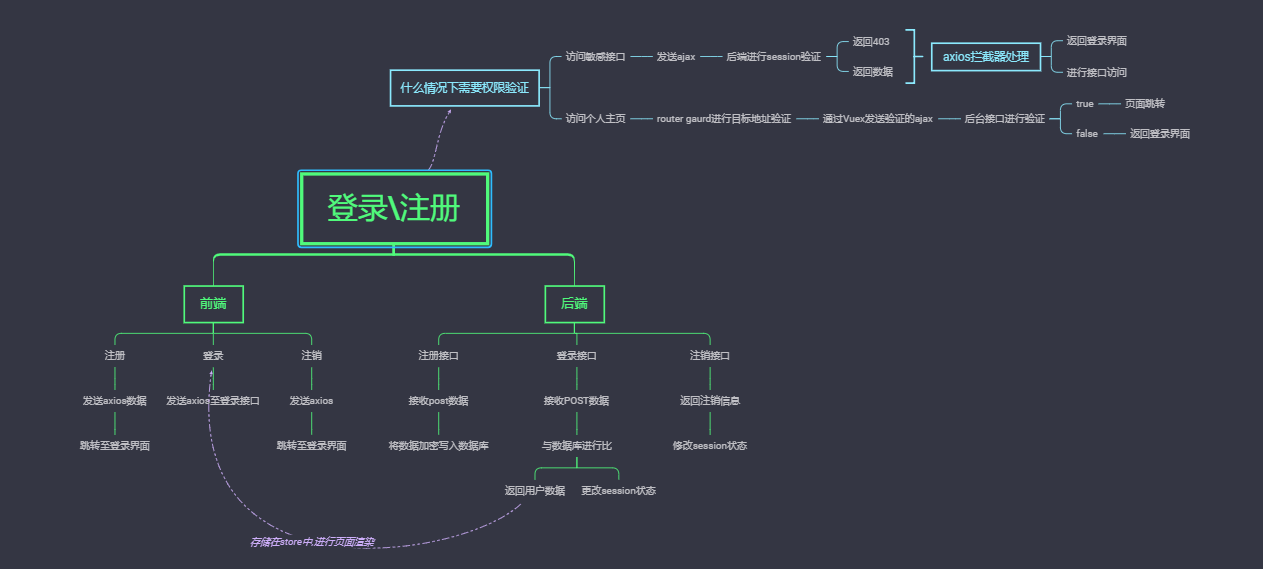 什么情况下需要权限验证
访问敏感接口
发送ajax
后端进行session验证
返回403
返回数据
axios拦截器处理
返回登录界面
进行接口访问
访问个人主页
router gaurd进行目标地址验证
通过Vuex发送验证的ajax
后台接口进行验证
true
页面跳转
false
返回登录界面
登录\注册
前端
后端
注册
登录
注销
注册接口
登录接口
注销接口
发送axios数据
发送axios至登录接口
发送axios
接收post数据
接收POST数据
返回注销信息
跳转至登录界面
跳转至登录界面
将数据加密写入数据库
与数据库进行比
修改session状态
返回用户数据
更改session状态
存储在store中,进行页面渲染